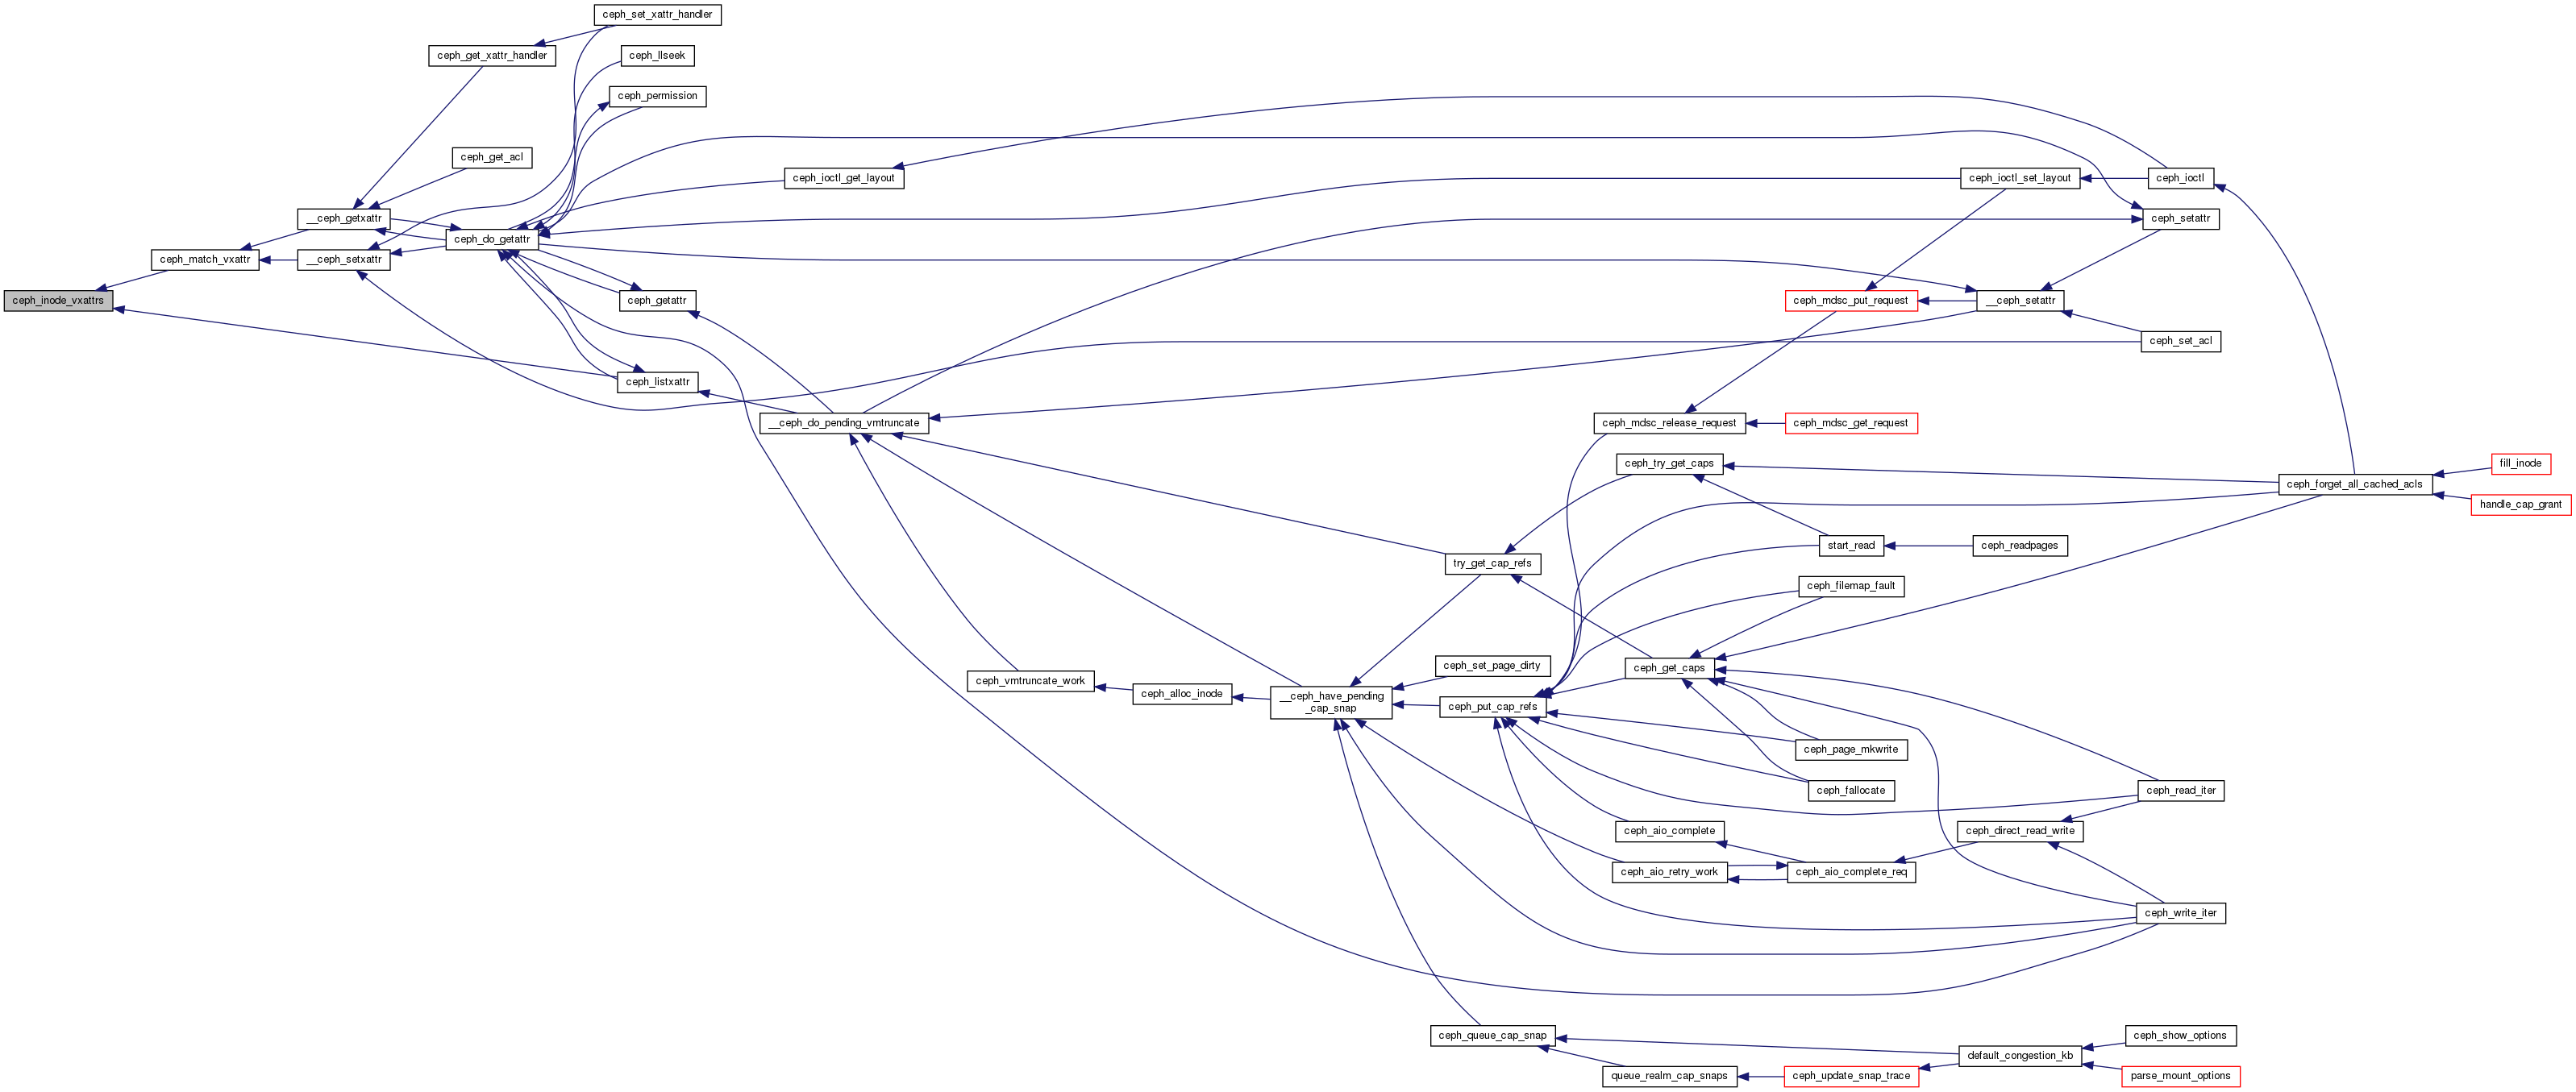 ceph_set_xattr_handler
ceph_get_xattr_handler
ceph_llseek
ceph_permission
ceph_get_acl
ceph_ioctl_get_layout
ceph_ioctl_set_layout
ceph_ioctl
__ceph_getxattr
ceph_setattr
ceph_do_getattr
ceph_match_vxattr
__ceph_setxattr
ceph_inode_vxattrs
ceph_getattr
ceph_mdsc_put_request
__ceph_setattr
ceph_set_acl
ceph_listxattr
__ceph_do_pending_vmtruncate
ceph_mdsc_release_request
ceph_mdsc_get_request
ceph_try_get_caps
fill_inode
ceph_forget_all_cached_acls
handle_cap_grant
start_read
ceph_readpages
try_get_cap_refs
ceph_filemap_fault
ceph_set_page_dirty
ceph_get_caps
ceph_vmtruncate_work
ceph_alloc_inode
__ceph_have_pending
_cap_snap
ceph_put_cap_refs
ceph_page_mkwrite
ceph_fallocate
ceph_read_iter
ceph_aio_complete
ceph_direct_read_write
ceph_aio_retry_work
ceph_aio_complete_req
ceph_write_iter
ceph_queue_cap_snap
ceph_show_options
default_congestion_kb
queue_realm_cap_snaps
ceph_update_snap_trace
parse_mount_options